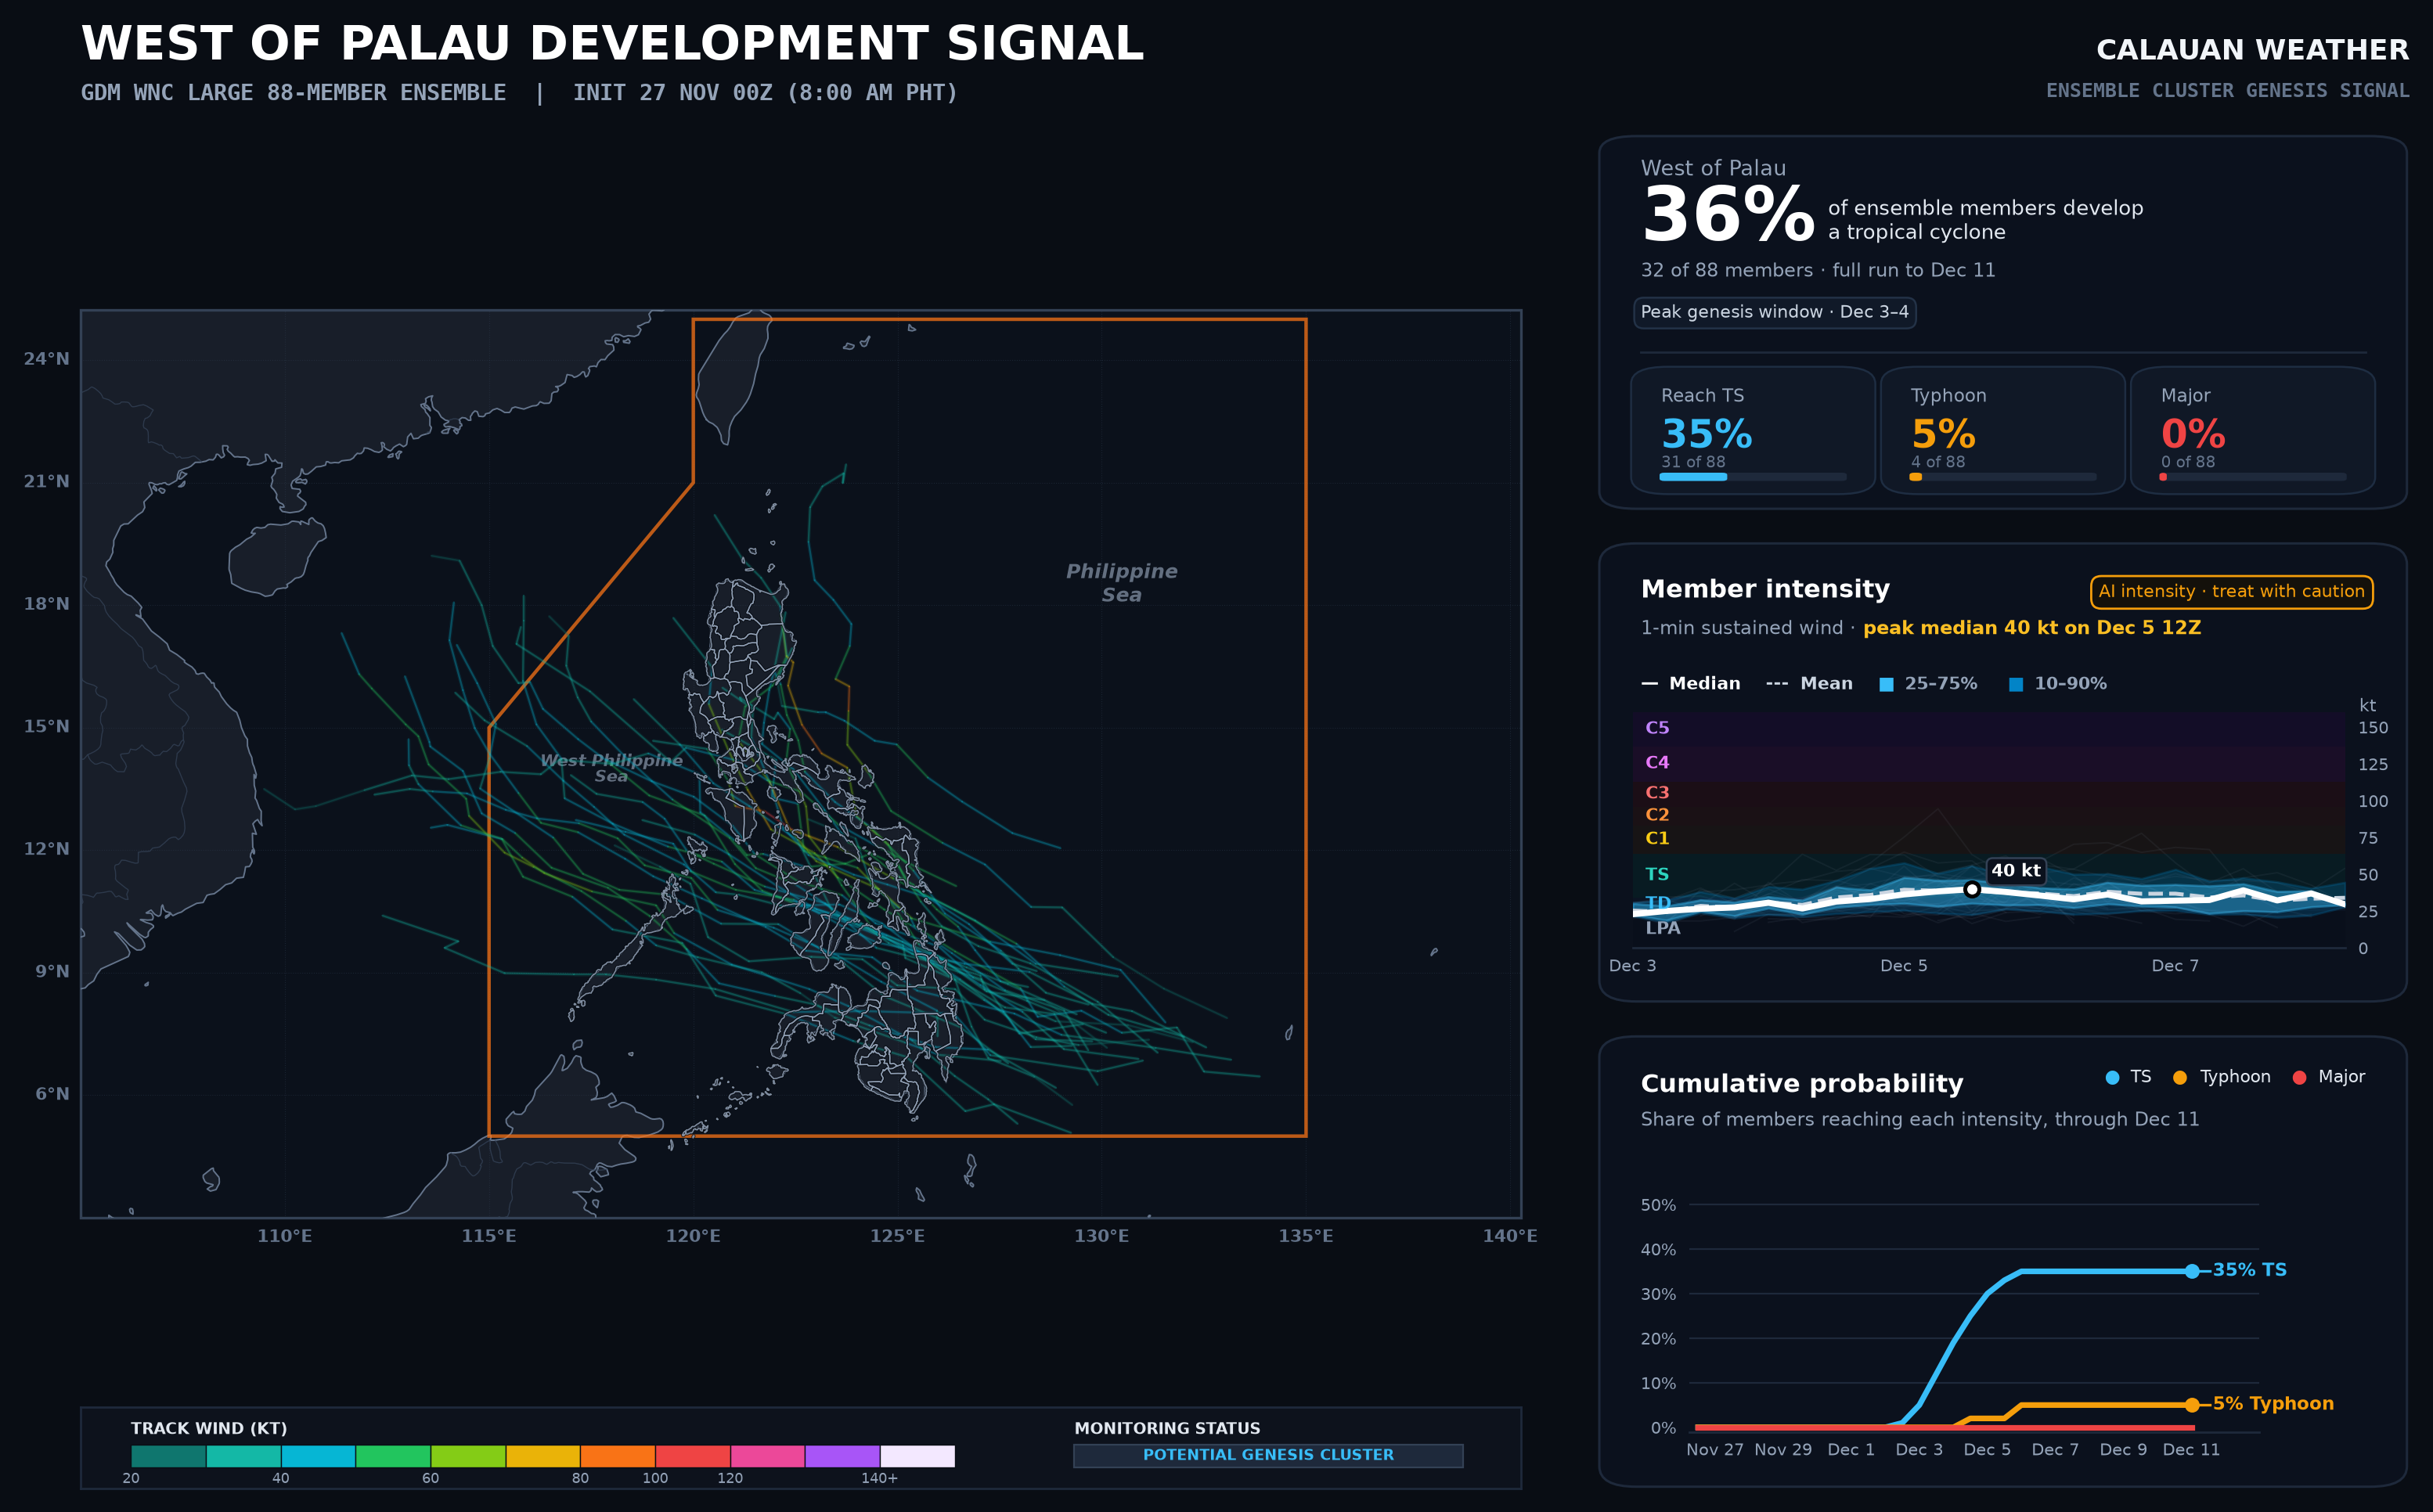 WEST OF PALAU DEVELOPMENT SIGNAL
GDM WNC LARGE 88-MEMBER ENSEMBLE | INIT 27 NOV 00Z (8:00 AM PHT)
CALAUAN WEATHER
ENSEMBLE CLUSTER GENESIS SIGNAL
24°N
21°N
18°N
15°N
12°N
9°N
6°N
Philippine
Sea
West Philippine
Sea
110°E
115°E
120°E
125°E
130°E
135°E
140°E
TRACK WIND (KT)
20
40
60
80
100
120
140+
MONITORING STATUS
POTENTIAL GENESIS CLUSTER
West of Palau
36%
of ensemble members develop
a tropical cyclone
32 of 88 members · full run to Dec 11
Peak genesis window · Dec 3–4
Reach TS
35%
31 of 88
Typhoon
5%
4 of 88
Major
0%
0 of 88
Member intensity
AI intensity · treat with caution
1-min sustained wind · peak median 40 kt on Dec 5 12Z
Median
Mean
25–75%
10–90%
kt
C5
C4
C3
C2
C1
TS
TD
LPA
40 kt
150
125
100
75
50
25
0
Dec 3
Dec 5
Dec 7
Cumulative probability
TS
Typhoon
Major
Share of members reaching each intensity, through Dec 11
50%
40%
30%
20%
10%
0%
35% TS
5% Typhoon
Nov 27
Nov 29
Dec 1
Dec 3
Dec 5
Dec 7
Dec 9
Dec 11